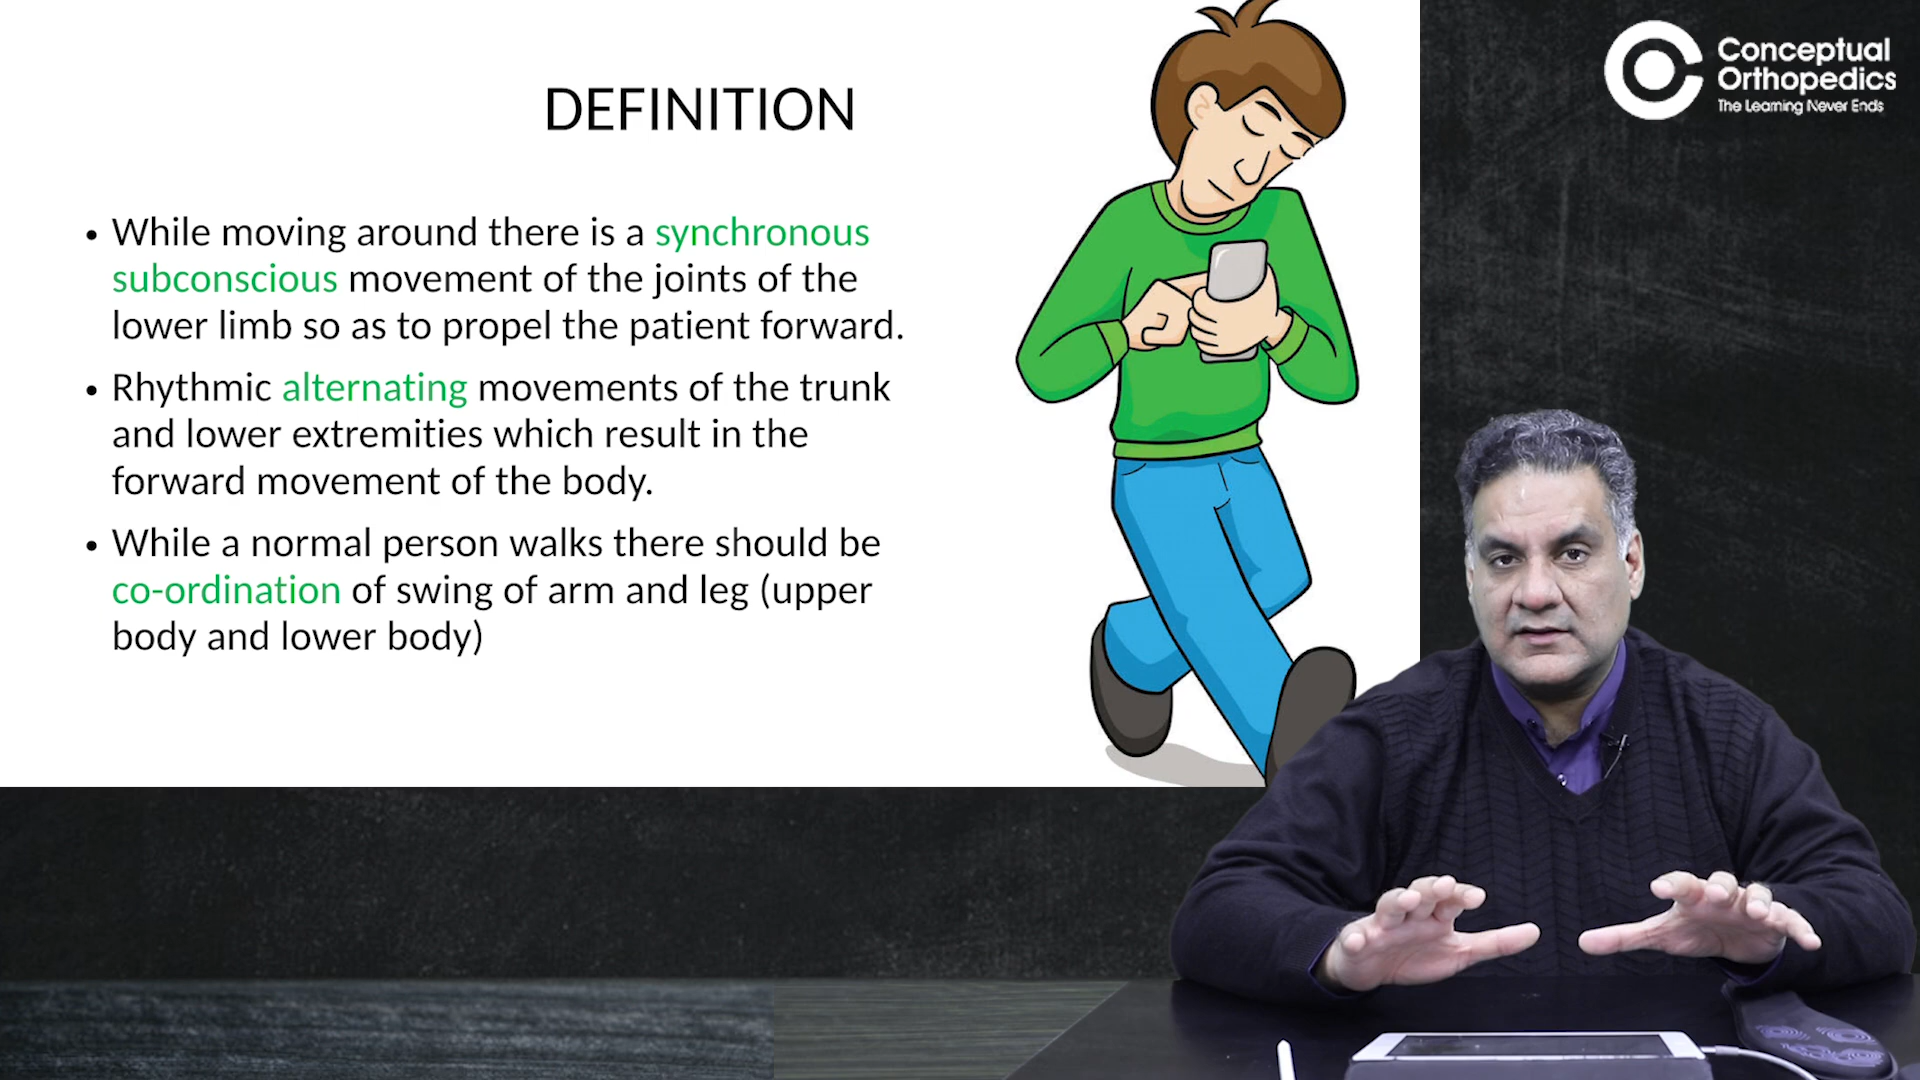 DEFINITION
• While moving around there is a synchronous
subconscious movement of the joints of the
lower limb so as to propel the patient forward.
• Rhythmic alternating movements of the trunk
and lower extremities which result in the
forward movement of the body.
• While a normal person walks there should be
co-ordination of swing of arm and leg (upper
body and lower body)
Conceptual
Orthopedics
The Learning Never Ends